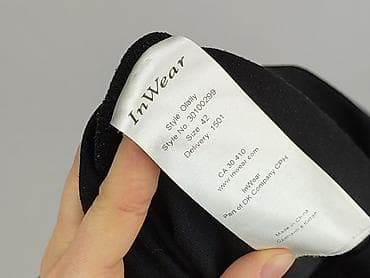 InWear
Style Olally
Style No. 30100299
Size 42
Delivery: 1501
CA 30 410
www.inwear.com
InWear
Part of DK Company CPH
Made in China